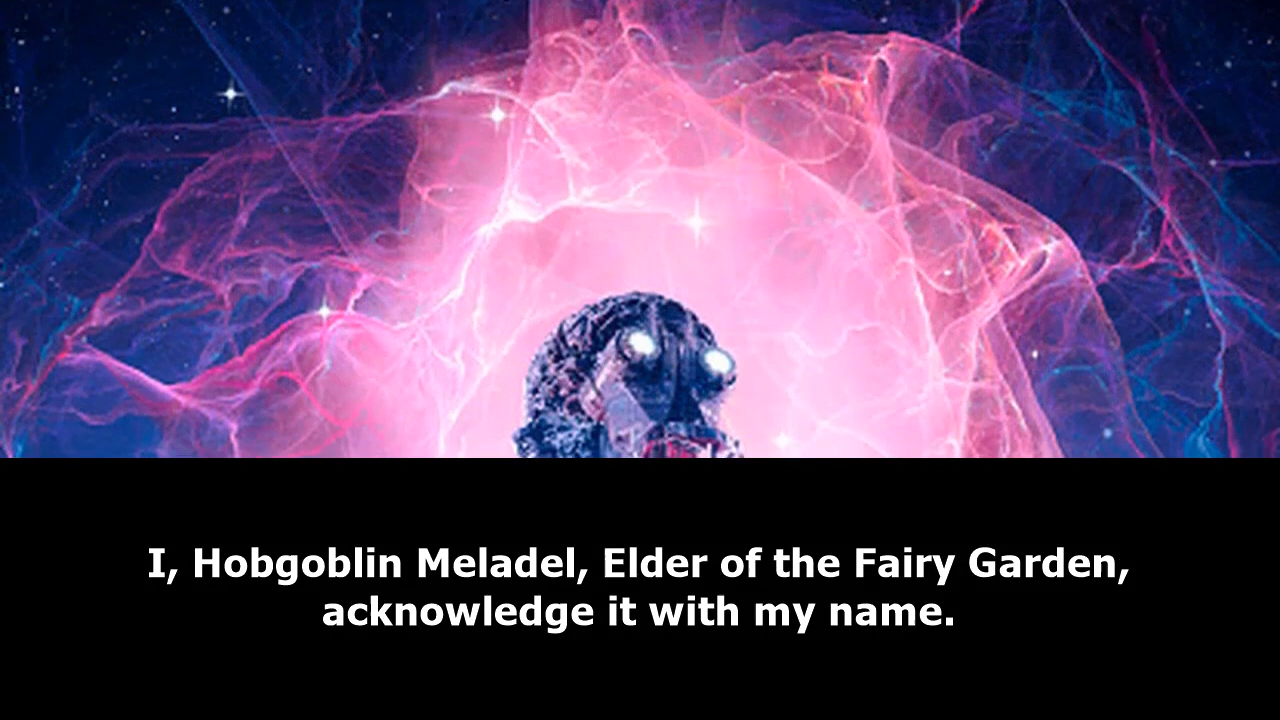 I, Hobgoblin Meladel, Elder of the Fairy Garden,
acknowledge it with my name.